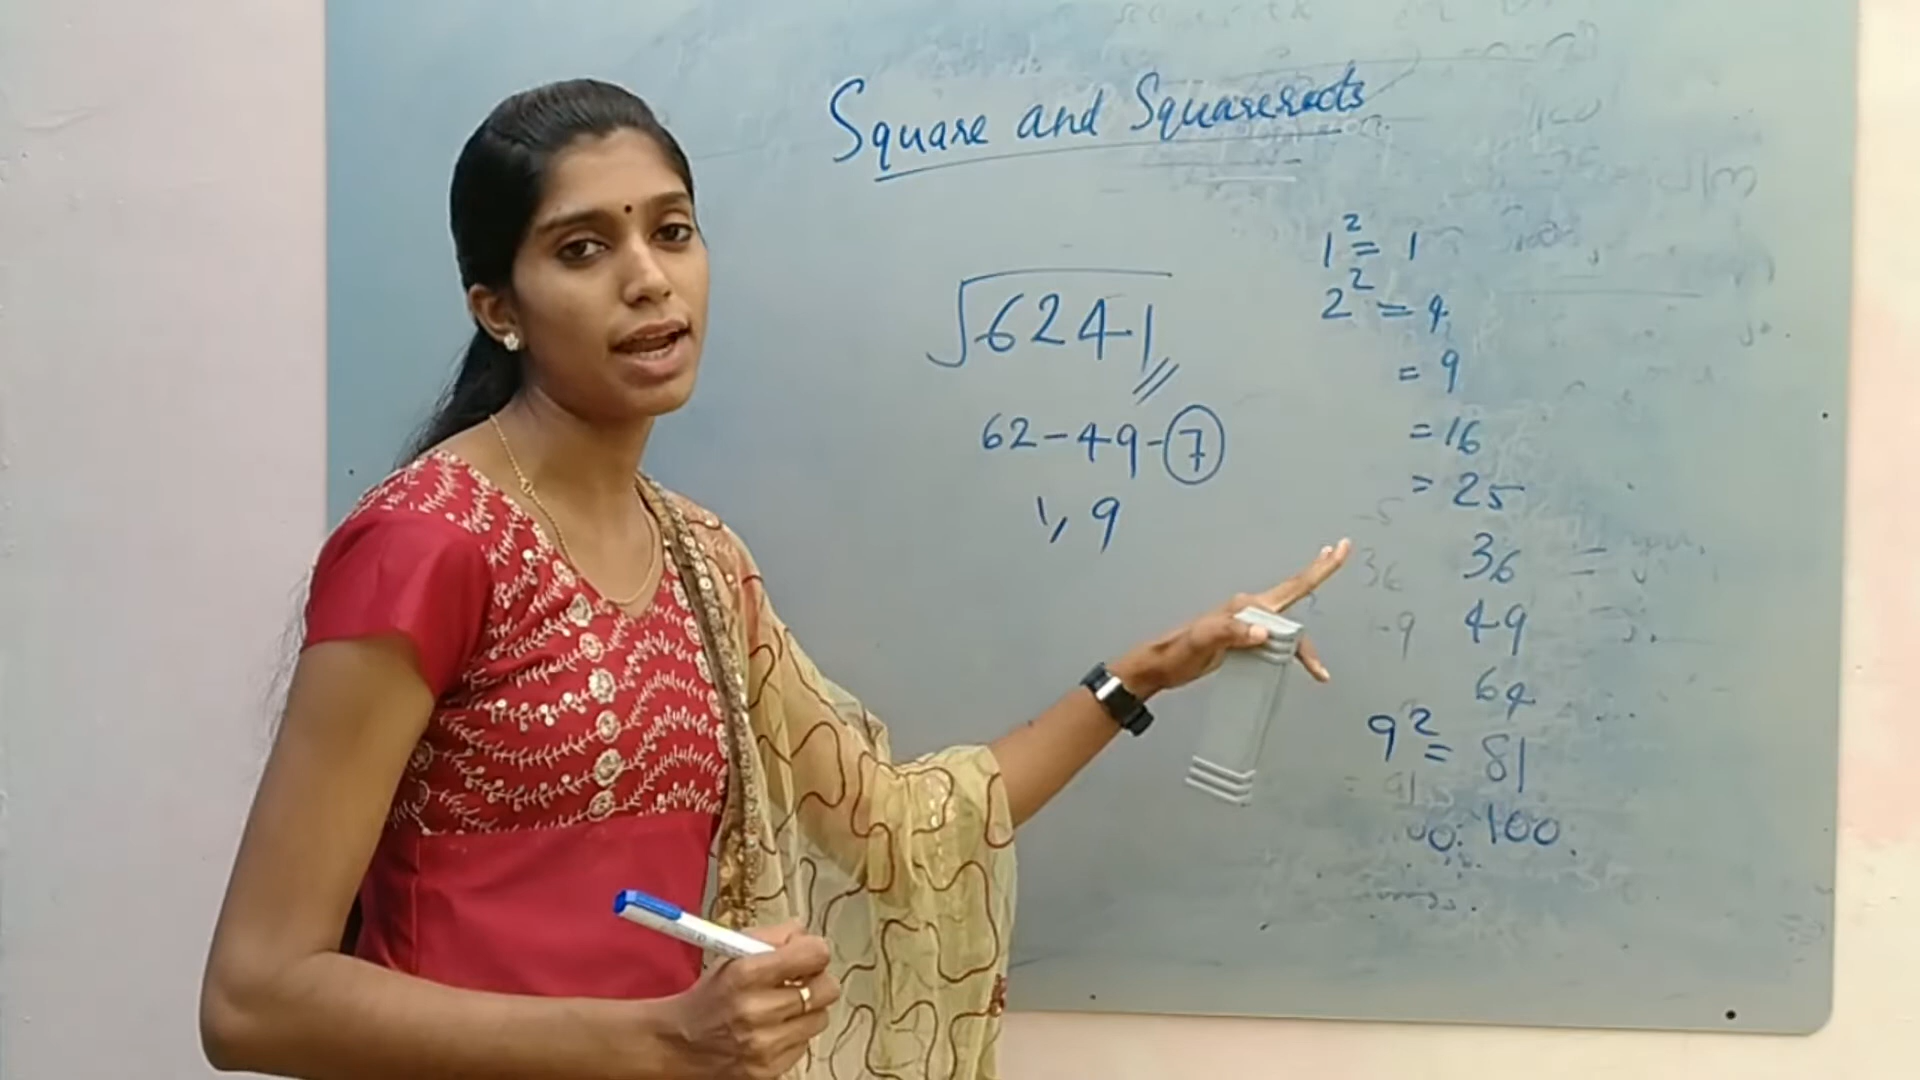 Square and Squareroots
√6241
62-49-7
1, 9
1² = 1
2² = 4
= 9
= 16
= 25
36
49
64
9² = 81
100